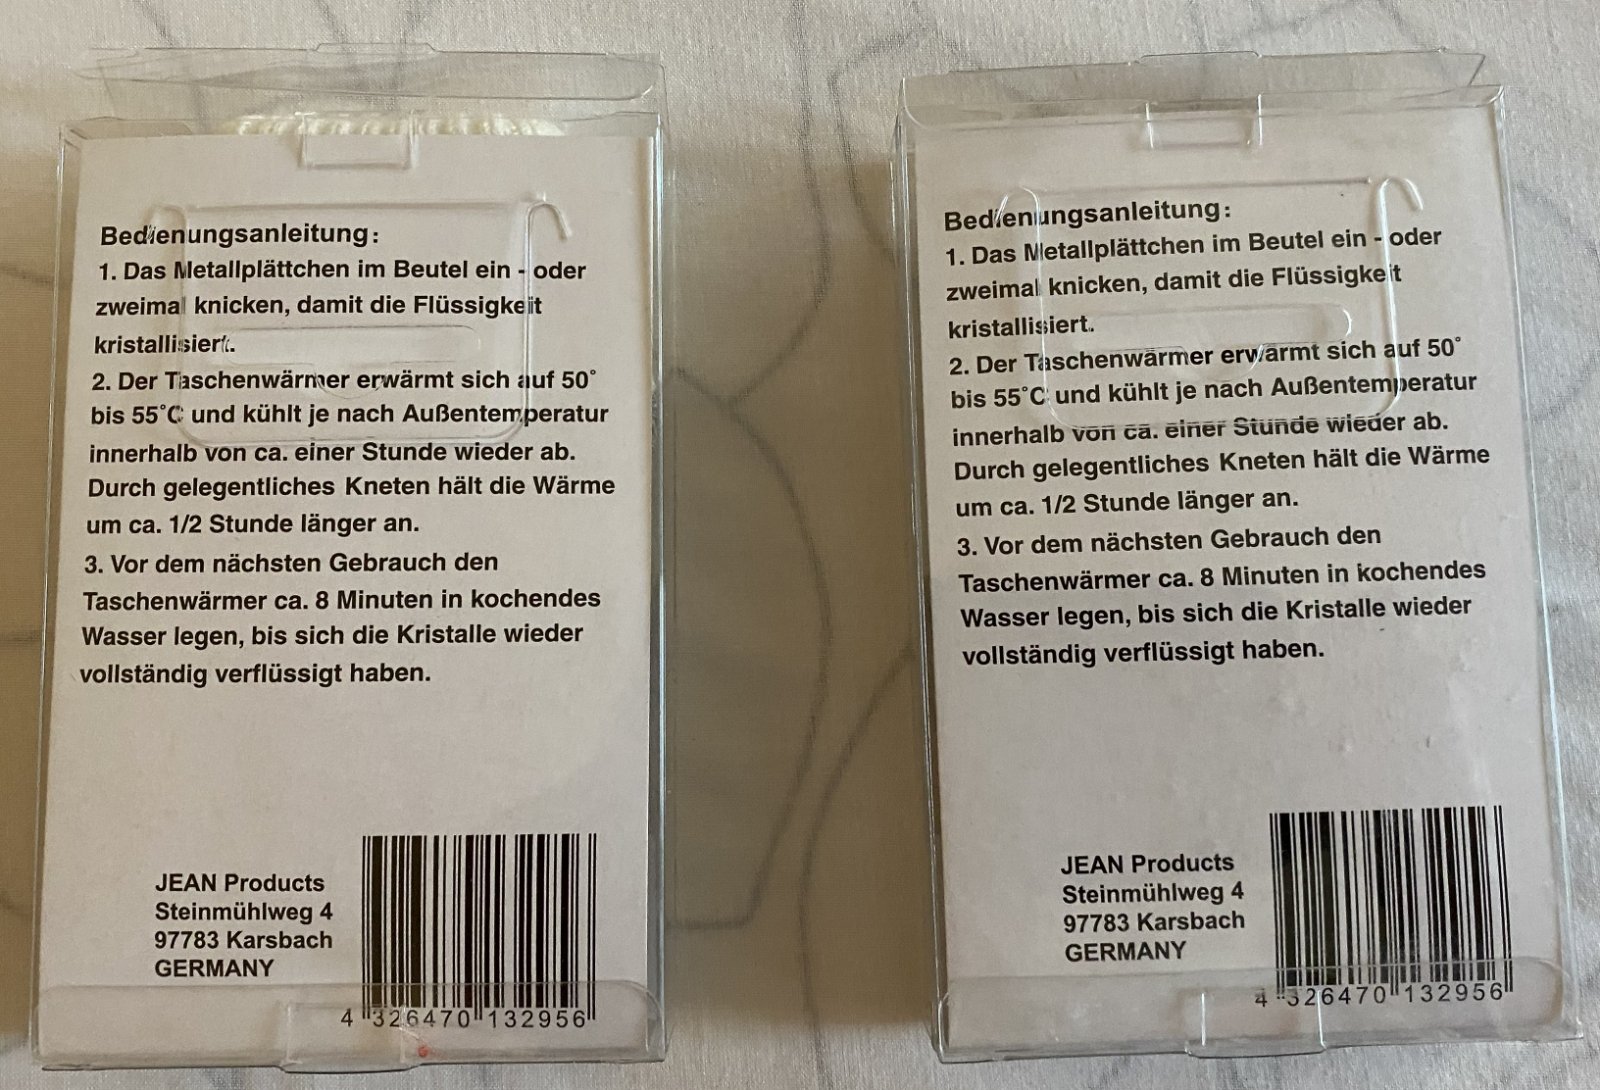 Bedienungsanleitung:
1. Das Metallplättchen im Beutel ein - oder
zweimal knicken, damit die Flüssigkeit
kristallisiert.
2. Der Taschenwärmer erwärmt sich auf 50°
bis 55°C und kühlt je nach Außentemperatur
innerhalb von ca. einer Stunde wieder ab.
Durch gelegentliches Kneten hält die Wärme
um ca. 1/2 Stunde länger an.
3. Vor dem nächsten Gebrauch den
Taschenwärmer ca. 8 Minuten in kochendes
Wasser legen, bis sich die Kristalle wieder
vollständig verflüssigt haben.
JEAN Products
Steinmühlweg 4
97783 Karsbach
GERMANY
4 326470 132956
Bedienungsanleitung:
1. Das Metallplättchen im Beutel ein - oder
zweimal knicken, damit die Flüssigkeit
kristallisiert.
2. Der Taschenwärmer erwärmt sich auf 50°
bis 55°C und kühlt je nach Außentemperatur
innerhalb von ca. einer Stunde wieder ab.
Durch gelegentliches Kneten hält die Wärme
um ca. 1/2 Stunde länger an.
3. Vor dem nächsten Gebrauch den
Taschenwärmer ca. 8 Minuten in kochendes
Wasser legen, bis sich die Kristalle wieder
vollständig verflüssigt haben.
JEAN Products
Steinmühlweg 4
97783 Karsbach
GERMANY
4 326470 132956